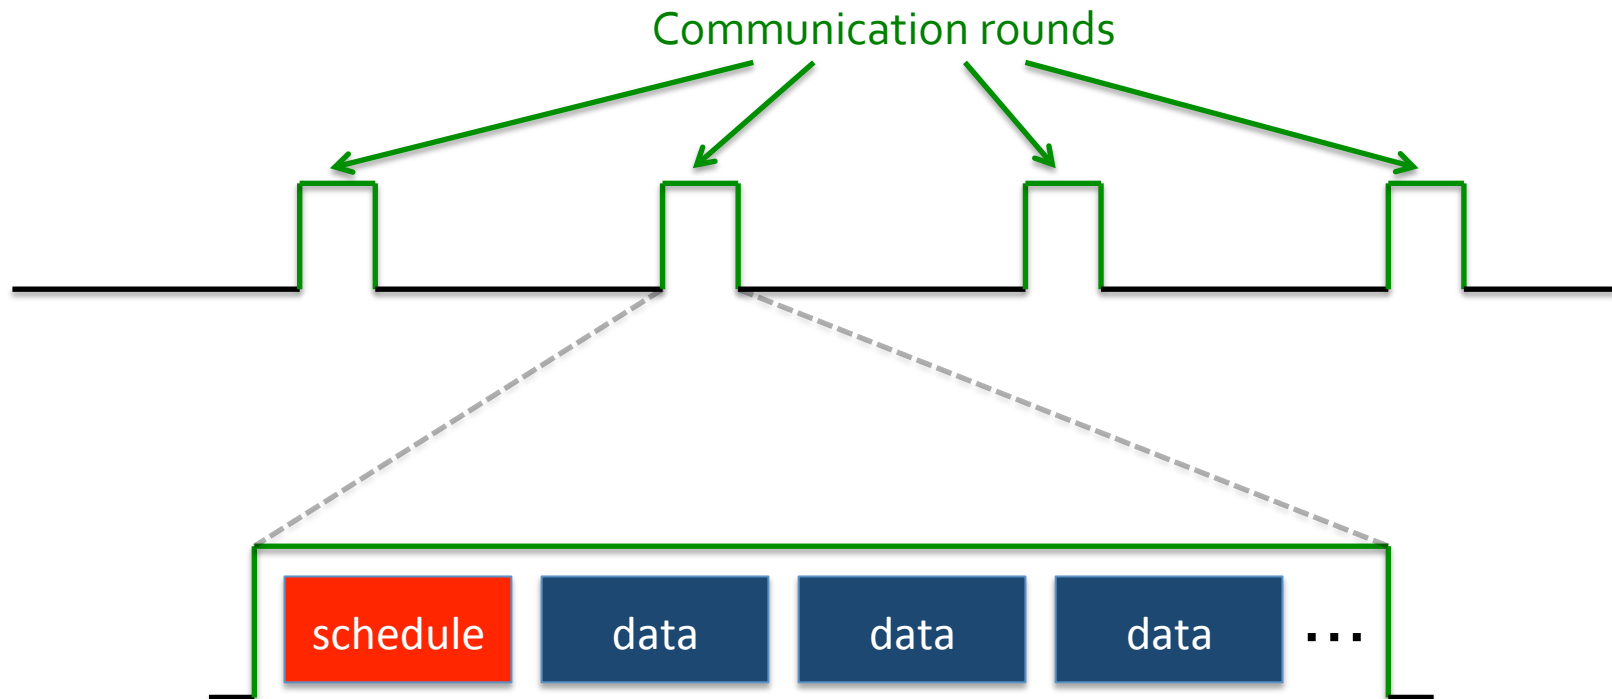 Communication rounds
schedule data data data ...